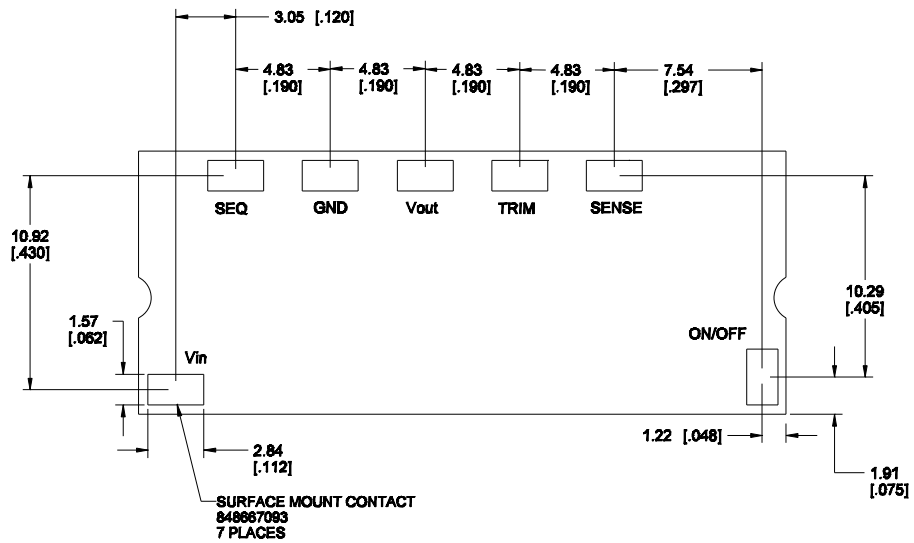 3.05 [.120]
4.83 4.83 4.83 4.83 7.54
[.190] [.190] [.190] [.190] [.297]
SEQ GND Vout TRIM SENSE
10.92
[.430]
10.29
[.405]
1.57
[.062]
ON/OFF
Vin
1.22 [.048]
2.84
[.112]
1.91
[.075]
SURFACE MOUNT CONTACT
848667093
7 PLACES